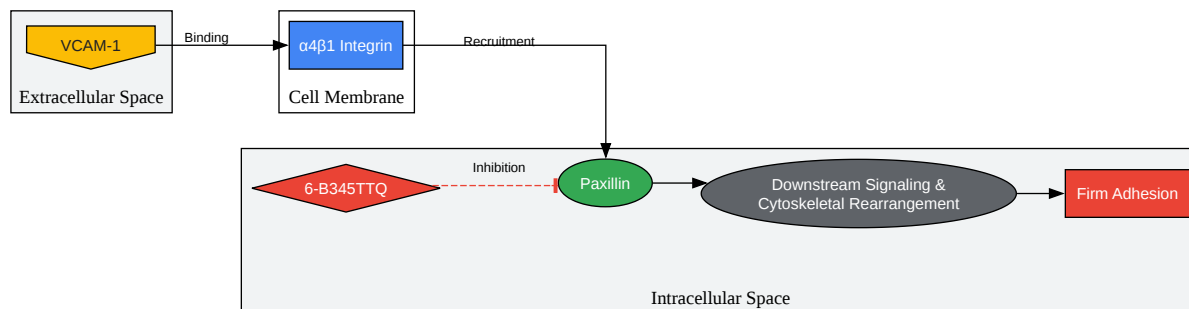 VCAM-1
Binding
α4β1 Integrin
Recruitment
Extracellular Space
Cell Membrane
6-B345TTQ
Inhibition
Paxillin
Downstream Signaling &
Cytoskeletal Rearrangement
Firm Adhesion
Intracellular Space